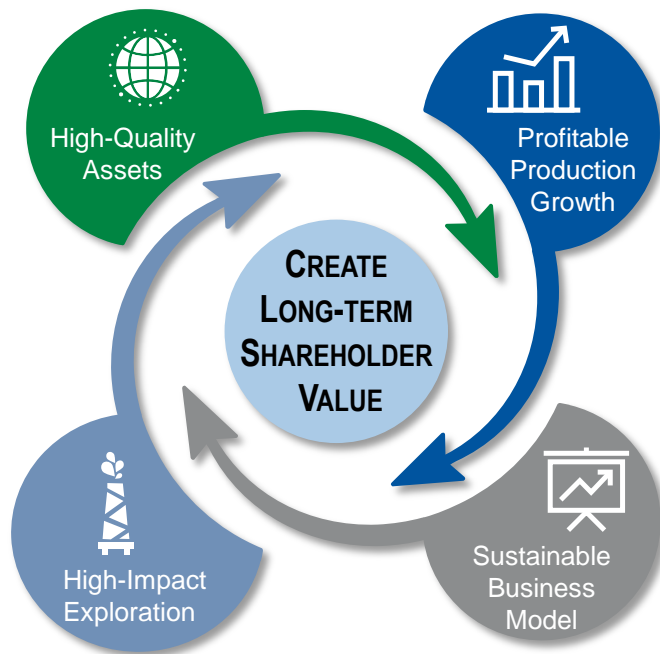 High-Quality
Assets
Profitable
Production
Growth
CREATE
LONG-TERM
SHAREHOLDER
VALUE
High-Impact
Exploration
Sustainable
Business
Model